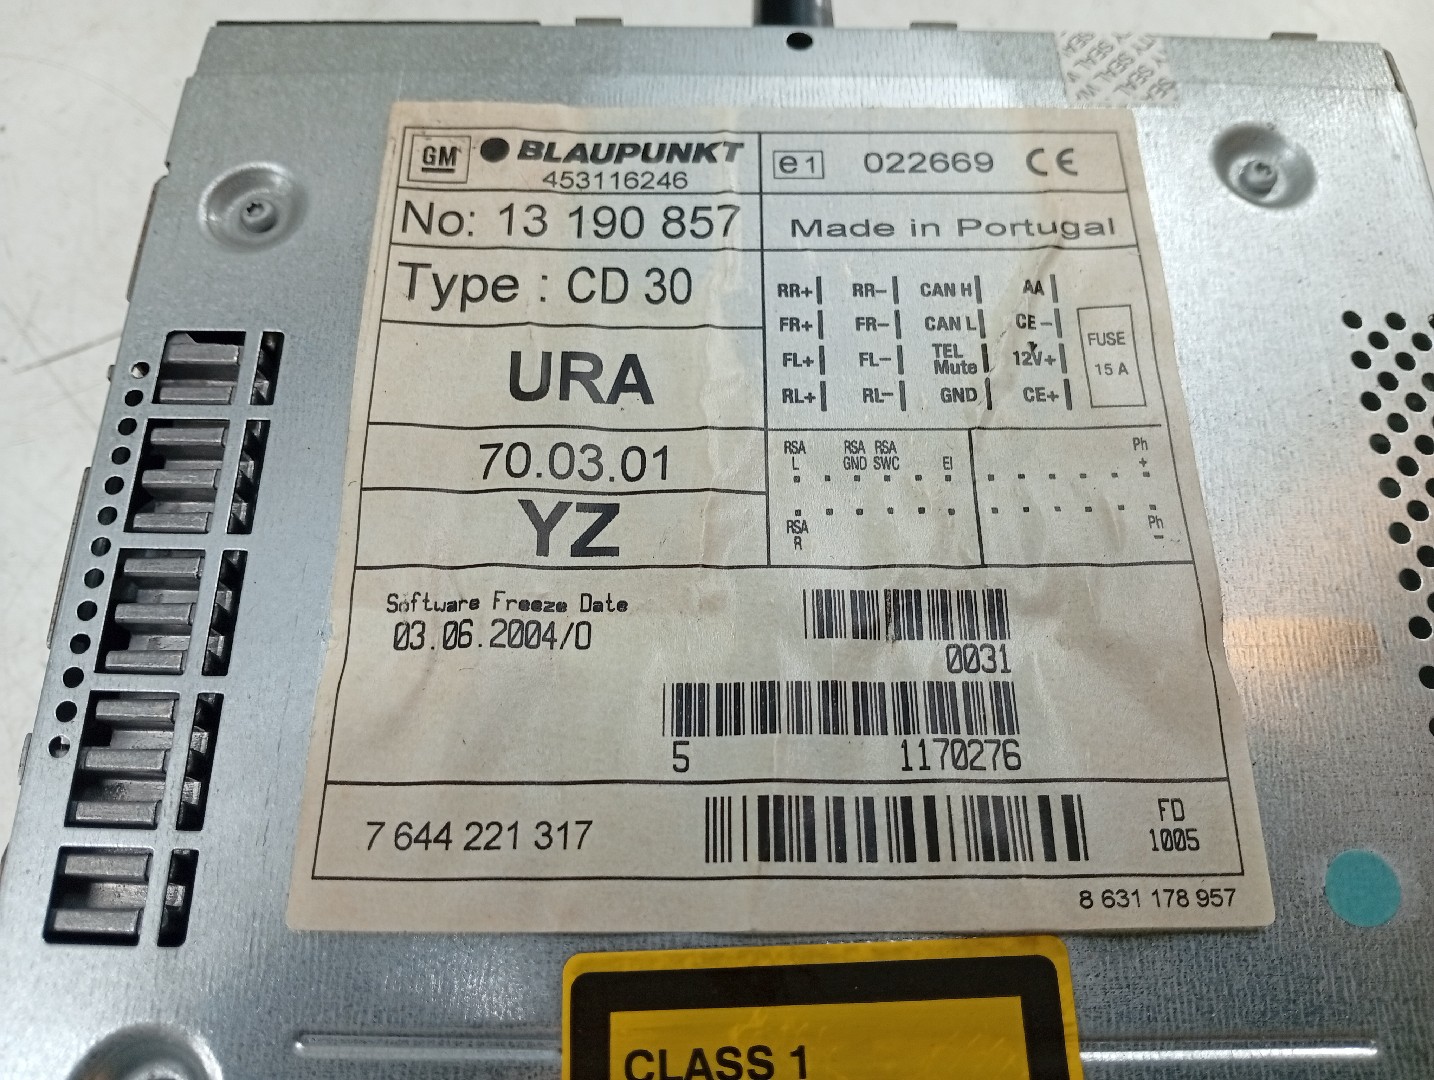 GM BLAUPUNKT
453116246
e1 022669 CE
No: 13 190 857
Made in Portugal
Type : CD 30
RR+ RR- CAN H AA
FR+ FR- CAN L CE-
FL+ FL- TEL Mute 12V+
RL+ RL- GND CE+
FUSE
15 A
URA
70.03.01
YZ
RSA L RSA GND RSA SWC EI Ph +
RSA R Ph -
Software Freeze Date
03.06.2004/0
0031
5 1170276
7 644 221 317
FD
1005
8 631 178 957
CLASS 1
SEAL